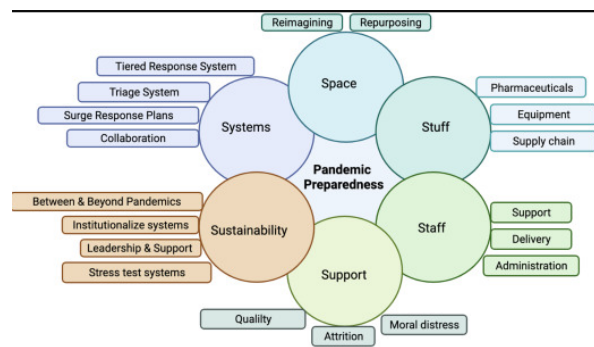 Reimagining
Repurposing
Space
Tiered Response System
Triage System
Surge Response Plans
Collaboration
Systems
Pharmaceuticals
Equipment
Supply chain
Stuff
Pandemic
Preparedness
Between & Beyond Pandemics
Institutionalize systems
Leadership & Support
Stress test systems
Sustainability
Support
Delivery
Administration
Staff
Support
Qualilty
Attrition
Moral distress